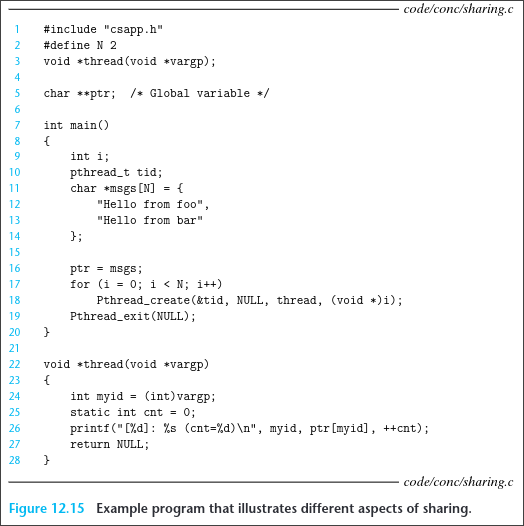 code/conc/sharing.c
1 #include "csapp.h"
2 #define N 2
3 void *thread(void *vargp);
4
5 char **ptr; /* Global variable */
6
7 int main()
8 {
9     int i;
10     pthread_t tid;
11     char *msgs[N] = {
12         "Hello from foo",
13         "Hello from bar"
14     };
15
16     ptr = msgs;
17     for (i = 0; i < N; i++)
18         Pthread_create(&tid, NULL, thread, (void *)i);
19     Pthread_exit(NULL);
20 }
21
22 void *thread(void *vargp)
23 {
24     int myid = (int)vargp;
25     static int cnt = 0;
26     printf("[%d]: %s (cnt=%d)\n", myid, ptr[myid], ++cnt);
27     return NULL;
28 }
code/conc/sharing.c
Figure 12.15 Example program that illustrates different aspects of sharing.